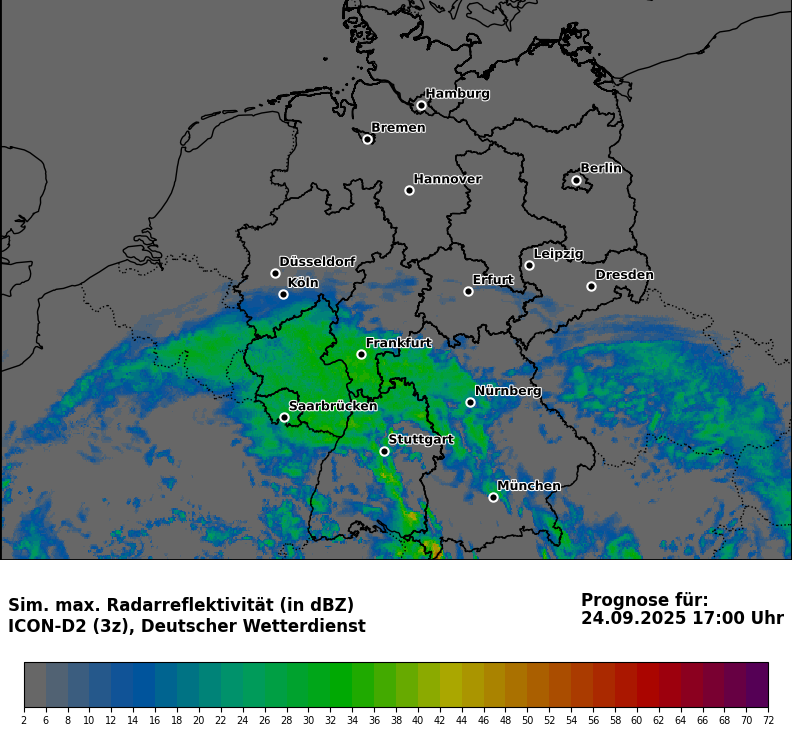 Hamburg
Bremen
Berlin
Hannover
Leipzig
Düsseldorf
Dresden
Köln
Erfurt
Frankfurt
Nürnberg
Saarbrücken
Stuttgart
München
Sim. max. Radarreflektivität (in dBZ)
ICON-D2 (3z), Deutscher Wetterdienst
Prognose für:
24.09.2025 17:00 Uhr
2 6 8 10 12 14 16 18 20 22 24 26 28 30 32 34 36 38 40 42 44 46 48 50 52 54 56 58 60 62 64 66 68 70 72